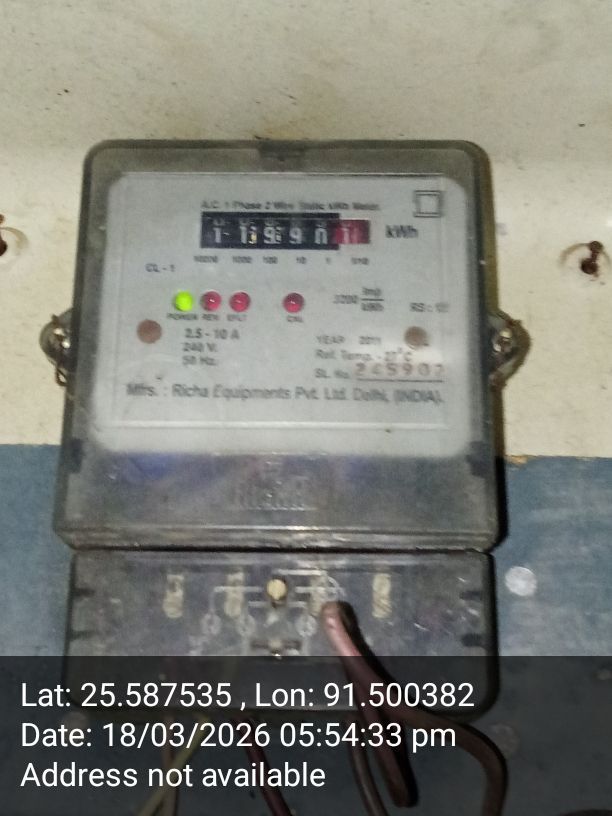 A.C. 1 Phase 2 Wire Static kWh Meter
kWh
10000 1000 100 10 1 1/10
CL - 1
3200 imp/kWh
POWER REV EFLT CAL
2.5 - 10 A
240 V.
50 Hz.
YEAR 2011
Ref. Temp. - 27°C
SL. No. 245902
Mfrs. : Richa Equipments Pvt. Ltd. Delhi, (INDIA).
Lat: 25.587535 , Lon: 91.500382
Date: 18/03/2026 05:54:33 pm
Address not available